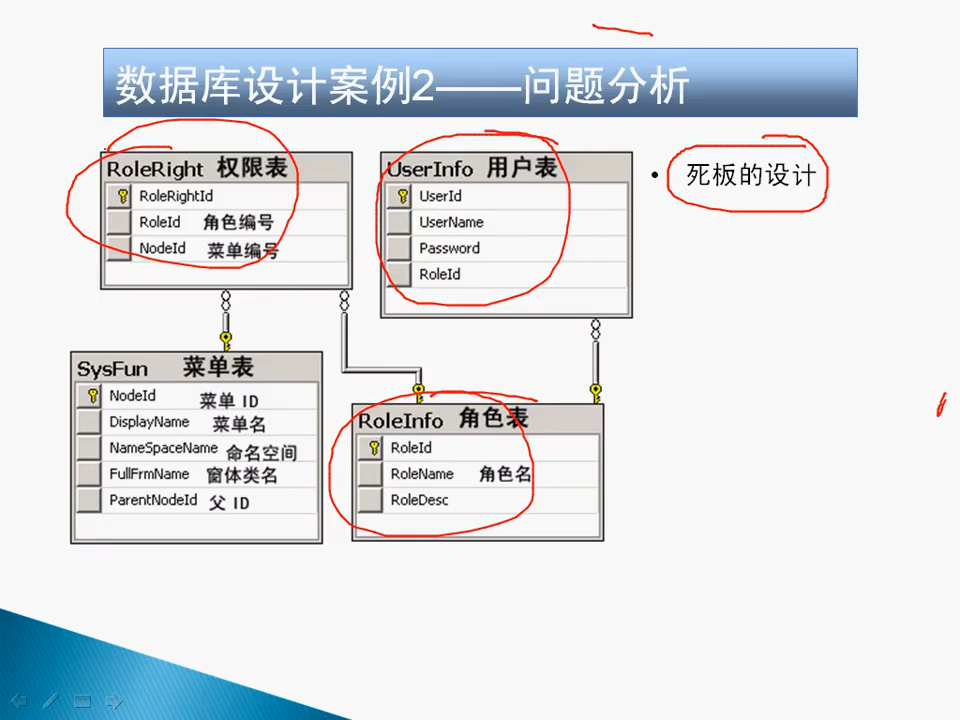 数据库设计案例2——问题分析
RoleRight 权限表
RoleRightId
RoleId 角色编号
NodeId 菜单编号
UserInfo 用户表
UserId
UserName
Password
RoleId
• 死板的设计
SysFun 菜单表
NodeId 菜单 ID
DisplayName 菜单名
NameSpaceName 命名空间
FullFrmName 窗体类名
ParentNodeId 父 ID
RoleInfo 角色表
RoleId
RoleName 角色名
RoleDesc